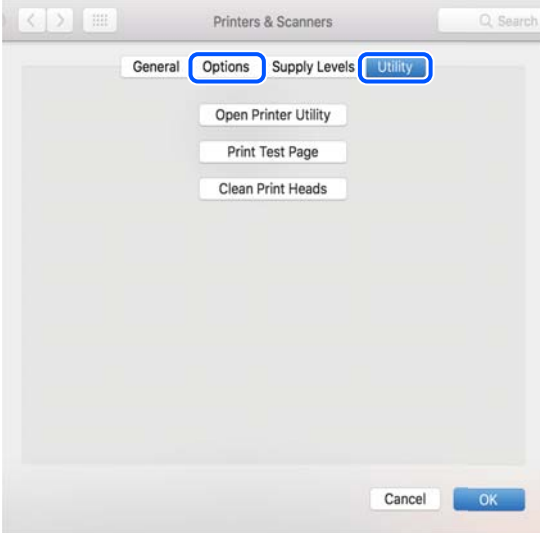 Printers & Scanners
Search
General Options Supply Levels Utility
Open Printer Utility
Print Test Page
Clean Print Heads
Cancel OK